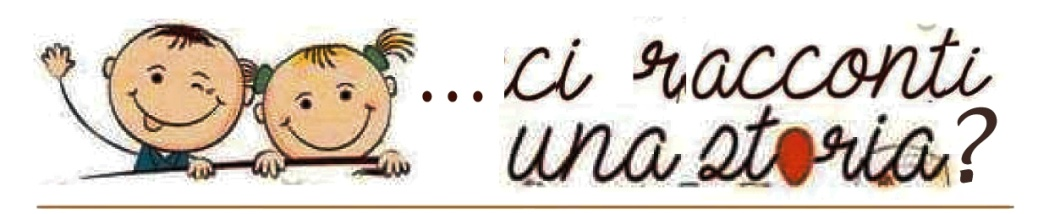 ...ci racconti
una storia?